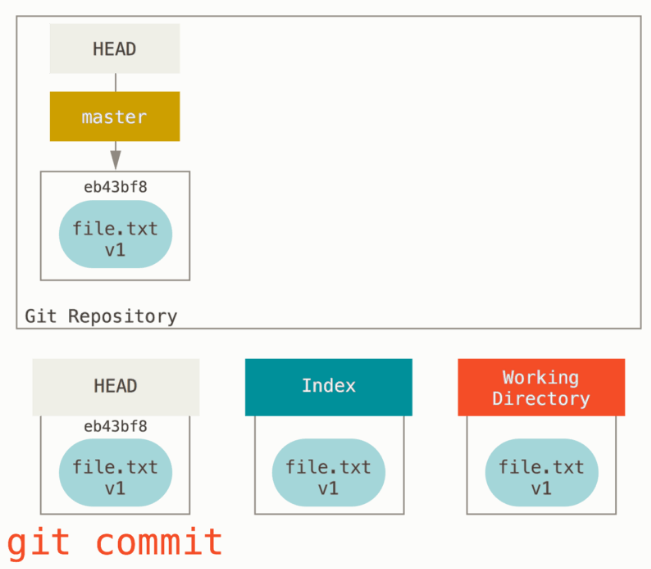 HEAD
master
eb43bf8
file.txt
v1
Git Repository
HEAD
Index
Working
Directory
eb43bf8
file.txt
v1
file.txt
v1
file.txt
v1
git commit